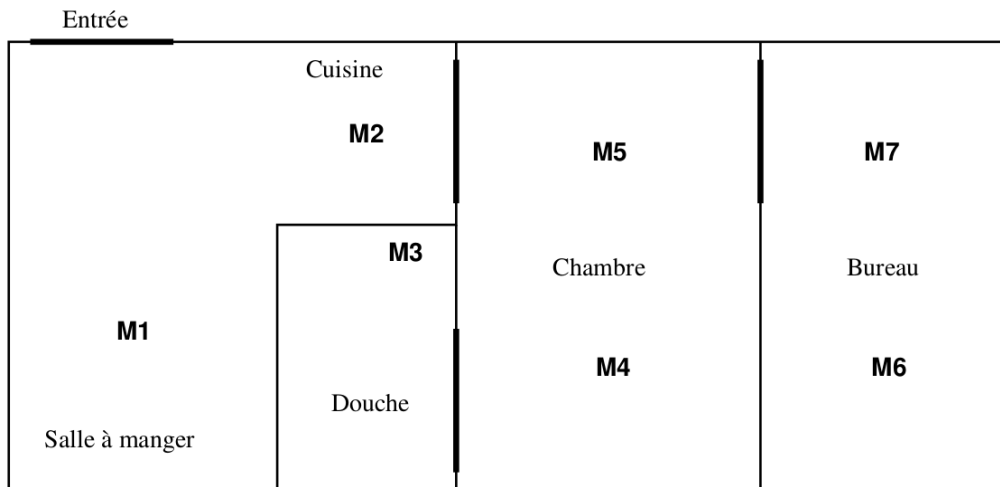 Entrée
Cuisine
M2
M5
M7
M3
Chambre
Bureau
M1
M4
M6
Douche
Salle à manger